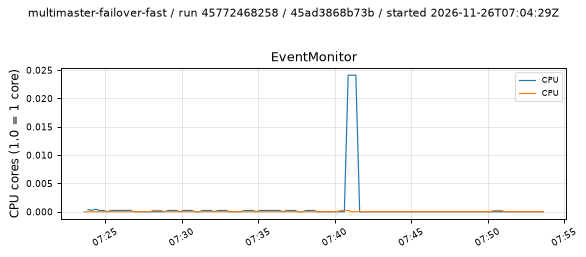 multimaster-failover-fast / run 45772468258 / 45ad3868b73b / started 2026-11-26T07:04:29Z
EventMonitor
CPU cores (1.0 = 1 core)
0.025
0.020
0.015
0.010
0.005
0.000
CPU
CPU
07:25
07:30
07:35
07:40
07:45
07:50
07:55